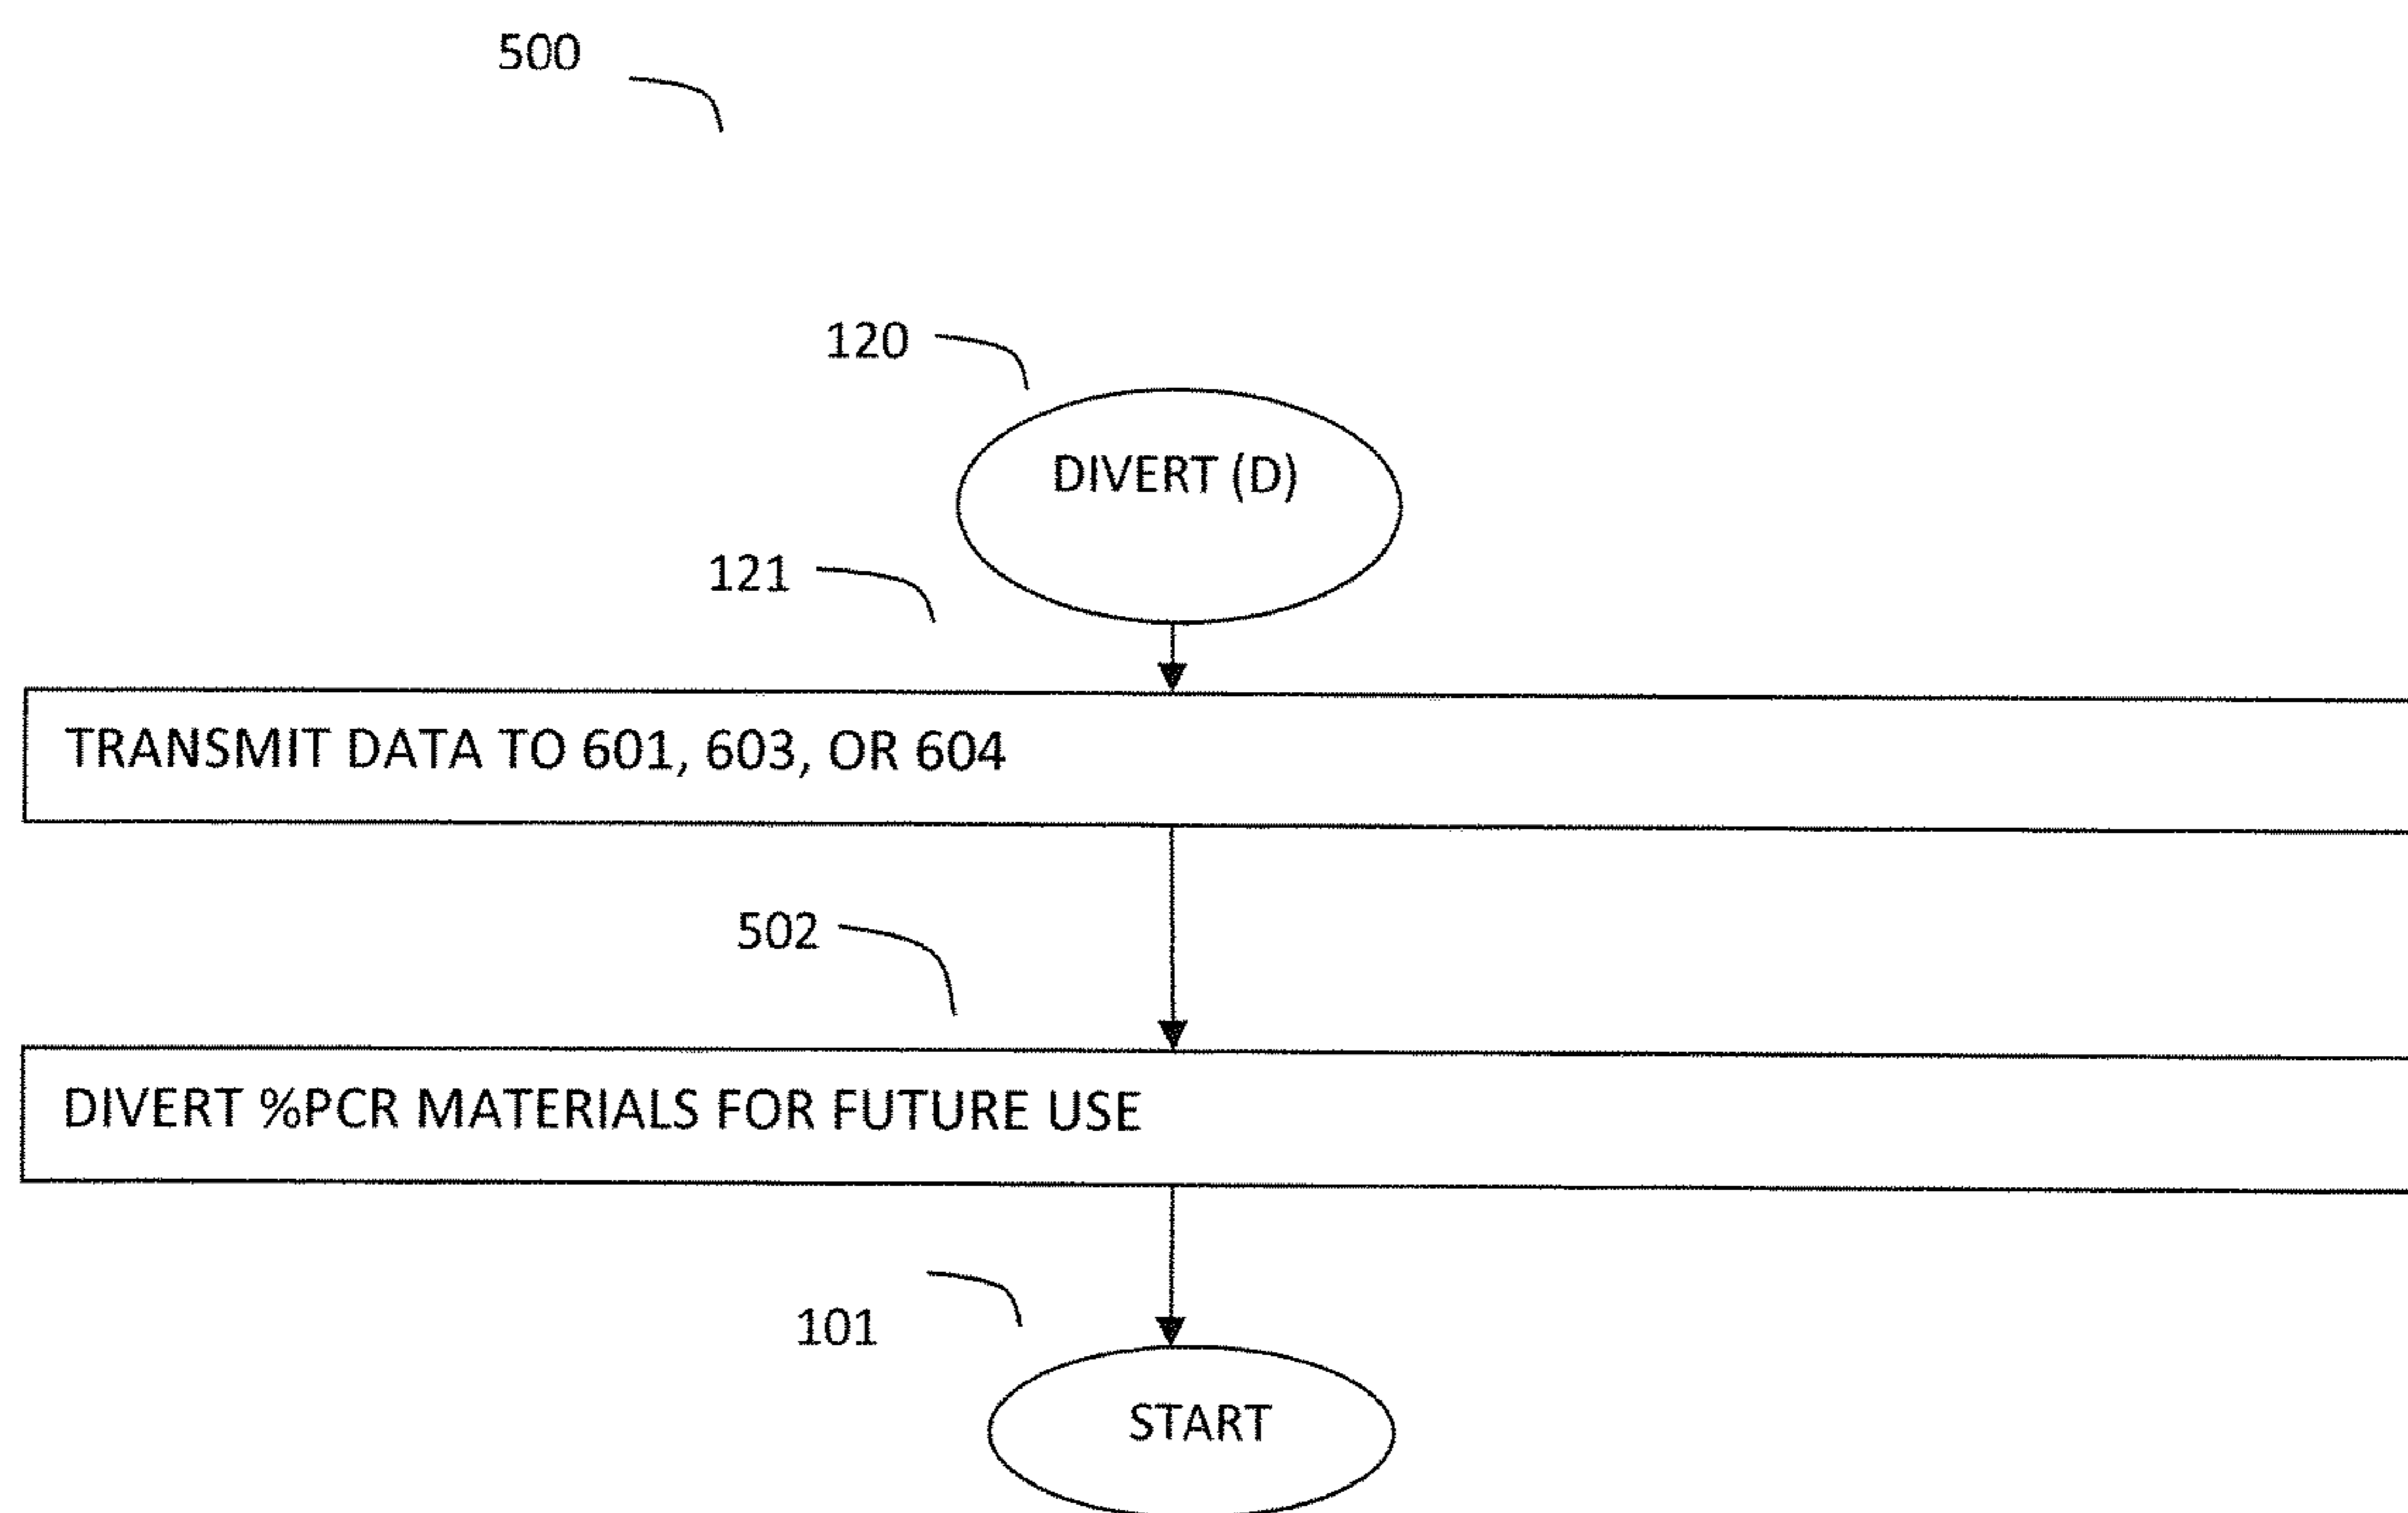 500
120
DIVERT (D)
121
TRANSMIT DATA TO 601, 603, OR 604
502
DIVERT %PCR MATERIALS FOR FUTURE USE
101
START